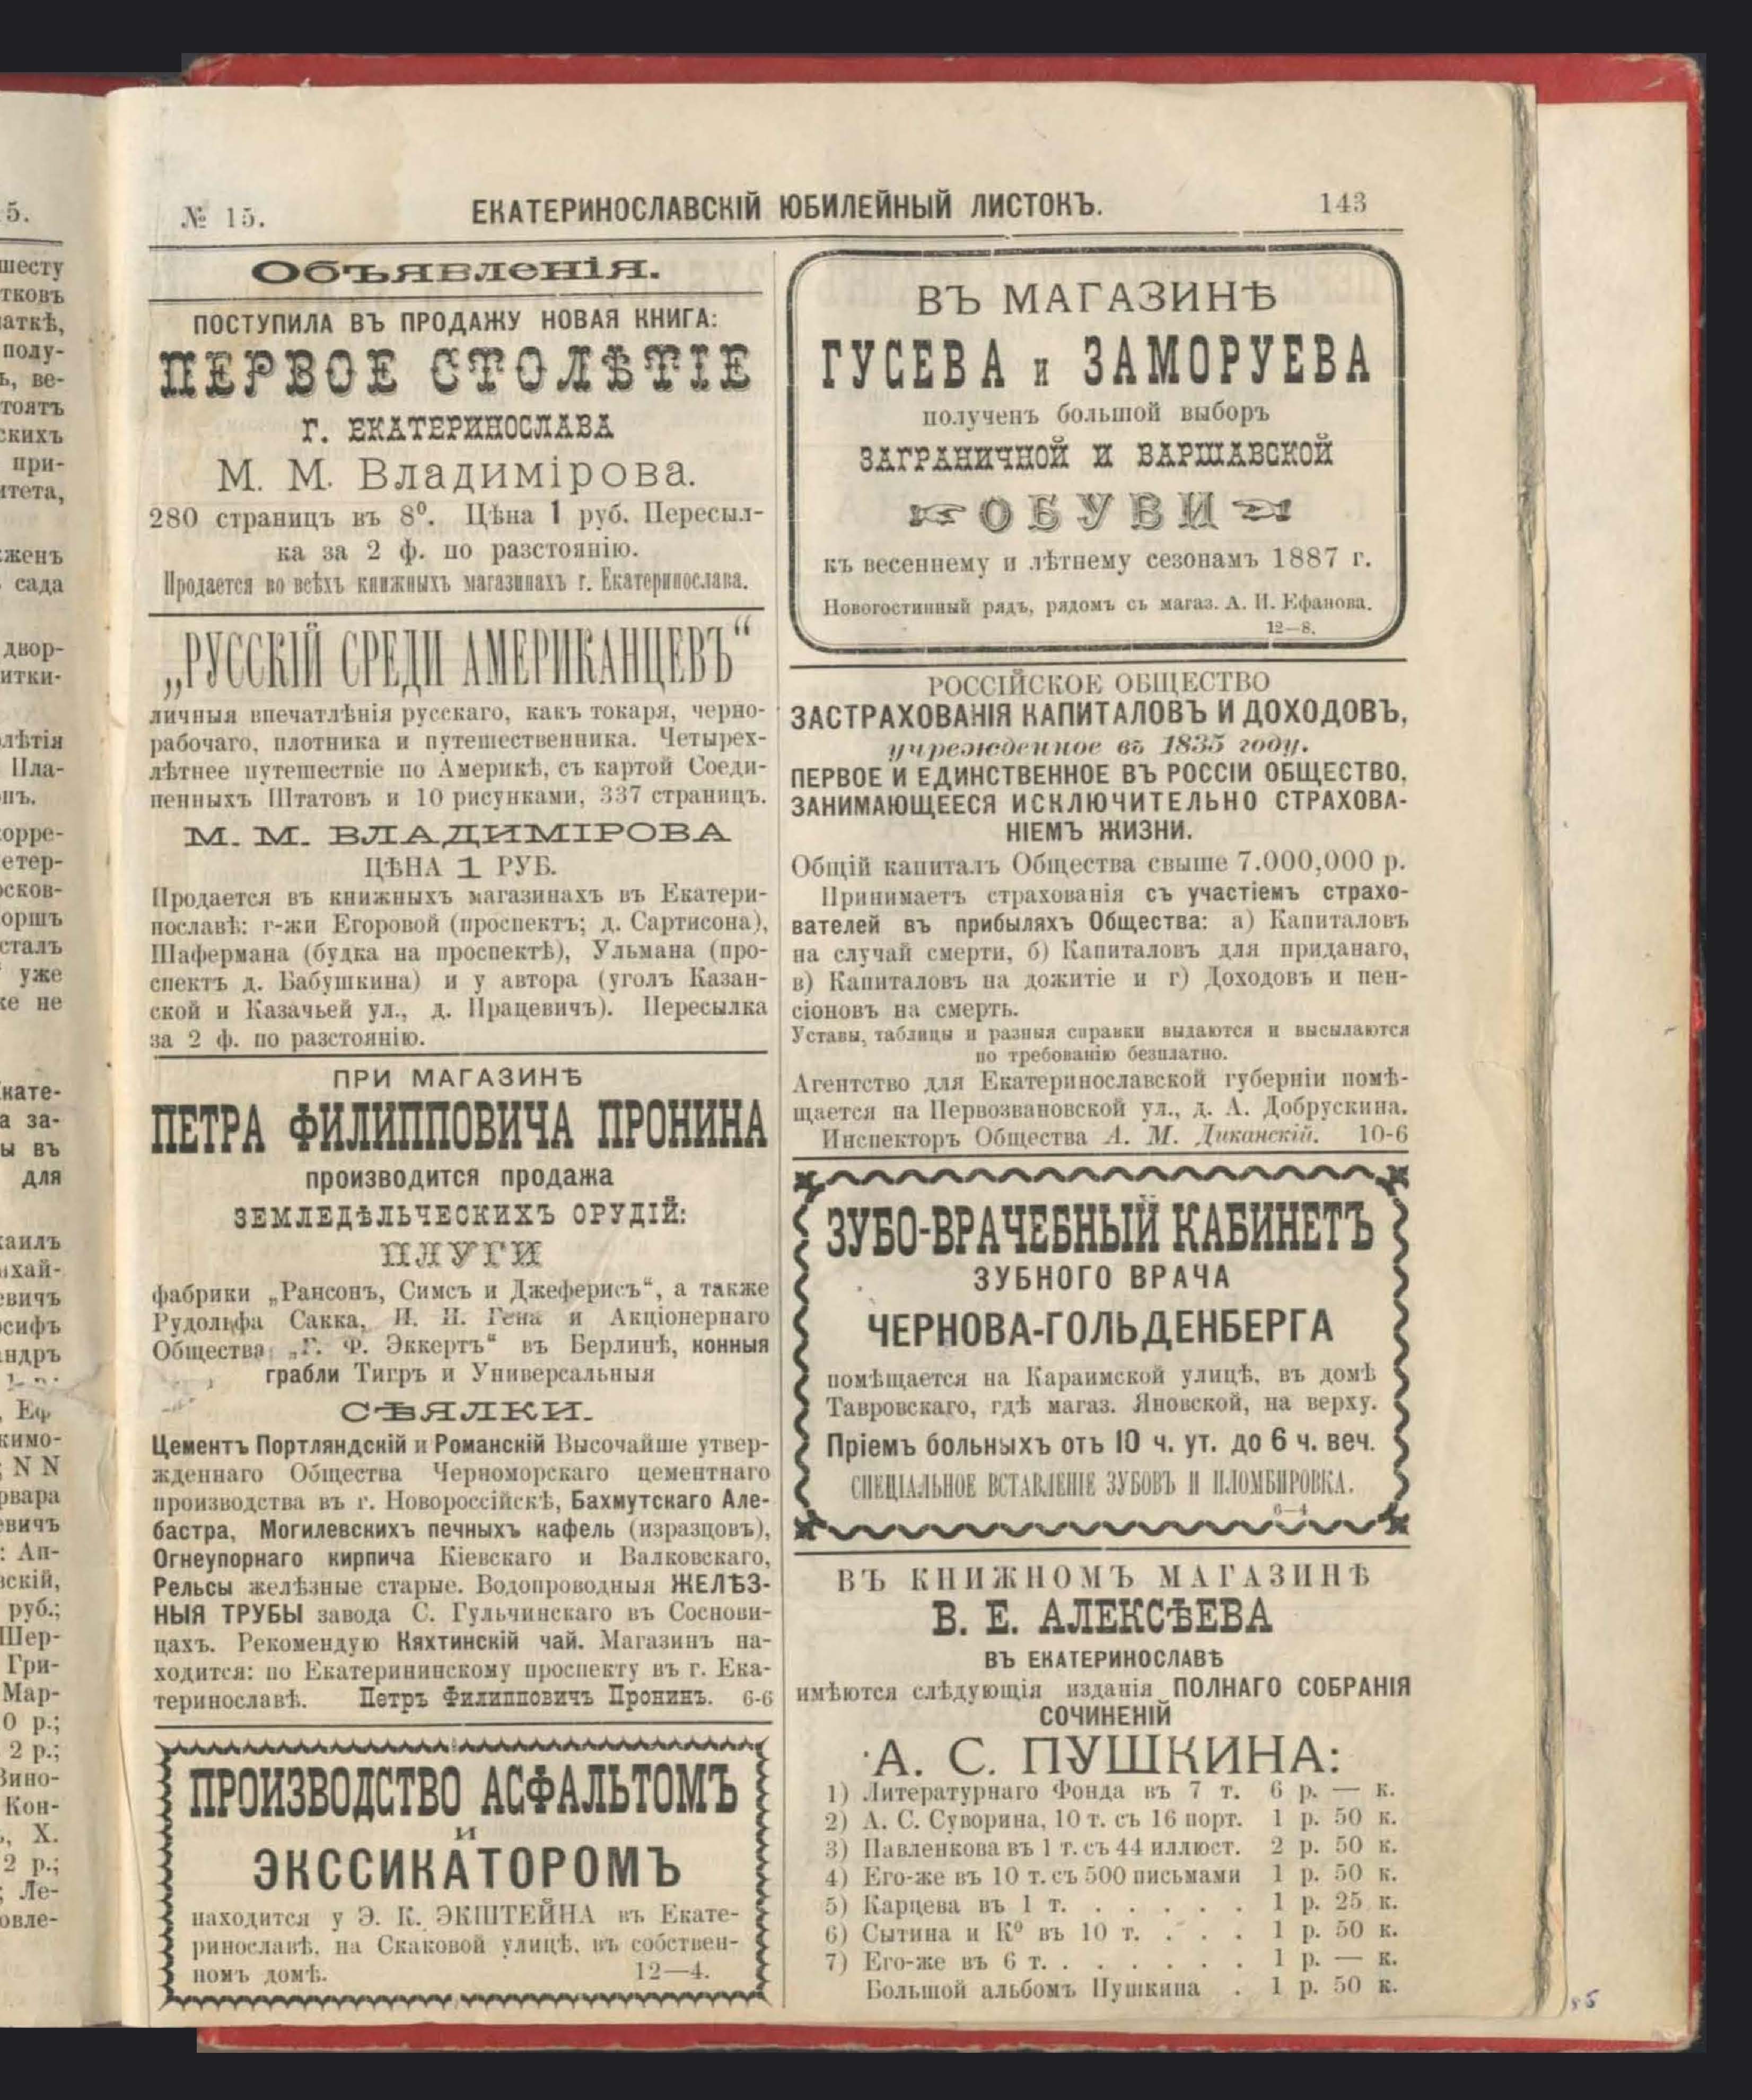 № 15.
ЕКАТЕРИНОСЛАВСКІЙ ЮБИЛЕЙНЫЙ ЛИСТОКЪ.
143
Объявленія.
ПОСТУПИЛА ВЪ ПРОДАЖУ НОВАЯ КНИГА:
ПЕРВОЕ СТОЛѢТІЕ
Г. ЕКАТЕРИНОСЛАВА
М. М. Владимірова.
280 страницъ въ 8⁰. Цѣна 1 руб. Пересыл-
ка за 2 ф. по разстоянію.
Продается во всѣхъ книжныхъ магазинахъ г. Екатеринослава.
„РУССКІЙ СРЕДИ АМЕРИКАНЦЕВЪ“
личныя впечатлѣнія русскаго, какъ токаря, черно-
рабочаго, плотника и путешественника. Четырех-
лѣтнее путешествіе по Америкѣ, съ картой Соеди-
ненныхъ Штатовъ и 10 рисунками, 337 страницъ.
М. М. ВЛАДИМІРОВА
ЦѢНА 1 РУБ.
Продается въ книжныхъ магазинахъ въ Екатери-
нославѣ: г-жи Егоровой (проспектъ; д. Сартисона),
Шафермана (будка на проспектѣ), Ульмана (про-
спектъ д. Бабушкина) и у автора (уголъ Казан-
ской и Казачьей ул., д. Працевичъ). Пересылка
за 2 ф. по разстоянію.
ПРИ МАГАЗИНѢ
ПЕТРА ФИЛИППОВИЧА ПРОНИНА
производится продажа
ЗЕМЛЕДѢЛЬЧЕСКИХЪ ОРУДІЙ:
ПЛУГИ
фабрики „Рансонъ, Симсъ и Джеферисъ“, а также
Рудольфа Сакка, И. И. Гена и Акціонернаго
Общества „Г. Ф. Эккертъ“ въ Берлинѣ, конныя
грабли Тигръ и Универсальныя
СѢЯЛКИ.
Цементъ Портляндскій и Романскій Высочайше утвер-
жденнаго Общества Черноморскаго цементнаго
производства въ г. Новороссійскѣ, Бахмутскаго Але-
бастра, Могилевскихъ печныхъ кафель (изразцовъ),
Огнеупорнаго кирпича Кіевскаго и Валковскаго,
Рельсы желѣзные старые. Водопроводныя ЖЕЛѢЗ-
НЫЯ ТРУБЫ завода С. Гульчинскаго въ Соснови-
цахъ. Рекомендую Кяхтинскій чай. Магазинъ на-
ходится: по Екатерининскому проспекту въ г. Ека-
теринославѣ. Петръ Филипповичъ Пронинъ. 6-6
ПРОИЗВОДСТВО АСФАЛЬТОМЪ
и
ЭКССИКАТОРОМЪ
находится у Э. К. ЭКШТЕЙНА въ Екате-
ринославѣ, на Скаковой улицѣ, въ собствен-
номъ домѣ. 12—4.
ВЪ МАГАЗИНѢ
ГУСЕВА и ЗАМОРУЕВА
полученъ большой выборъ
ЗАГРАНИЧНОЙ И ВАРШАВСКОЙ
ОБУВИ
къ весеннему и лѣтнему сезонамъ 1887 г.
Новогостинный рядъ, рядомъ съ магаз. А. И. Ефанова.
12—8.
РОССІЙСКОЕ ОБЩЕСТВО
ЗАСТРАХОВАНІЯ КАПИТАЛОВЪ И ДОХОДОВЪ,
учрежденное въ 1835 году.
ПЕРВОЕ И ЕДИНСТВЕННОЕ ВЪ РОССІИ ОБЩЕСТВО,
ЗАНИМАЮЩЕЕСЯ ИСКЛЮЧИТЕЛЬНО СТРАХОВА-
НІЕМЪ ЖИЗНИ.
Общій капиталъ Общества свыше 7.000,000 р.
Принимаетъ страхованія съ участіемъ страхо-
вателей въ прибыляхъ Общества: а) Капиталовъ
на случай смерти, б) Капиталовъ для приданаго,
в) Капиталовъ на дожитіе и г) Доходовъ и пен-
сіоновъ на смерть.
Уставы, таблицы и разныя справки выдаются и высылаются
по требованію безплатно.
Агентство для Екатеринославской губерніи помѣ-
щается на Первозвановской ул., д. А. Добрускина.
Инспекторъ Общества А. М. Диканскій. 10-6
ЗУБО-ВРАЧЕБНЫЙ КАБИНЕТЪ
ЗУБНОГО ВРАЧА
ЧЕРНОВА-ГОЛЬДЕНБЕРГА
помѣщается на Караимской улицѣ, въ домѣ
Тавровскаго, гдѣ магаз. Яновской, на верху.
Пріемъ больныхъ отъ 10 ч. ут. до 6 ч. веч.
СПЕЦІАЛЬНОЕ ВСТАВЛЕНІЕ ЗУБОВЪ И ПЛОМБИРОВКА.
6—4
ВЪ КНИЖНОМЪ МАГАЗИНѢ
В. Е. АЛЕКСѢЕВА
ВЪ ЕКАТЕРИНОСЛАВѢ
имѣются слѣдующія изданія ПОЛНАГО СОБРАНІЯ
СОЧИНЕНІЙ
А. С. ПУШКИНА:
1) Литературнаго Фонда въ 7 т. 6 р. — к.
2) А. С. Суворина, 10 т. съ 16 порт. 1 р. 50 к.
3) Павленкова въ 1 т. съ 44 иллюст. 2 р. 50 к.
4) Его-же въ 10 т. съ 500 письмами 1 р. 50 к.
5) Карцева въ 1 т. . . . . . . 1 р. 25 к.
6) Сытина и К⁰ въ 10 т. . . . 1 р. 50 к.
7) Его-же въ 6 т. . . . . . . 1 р. — к.
Большой альбомъ Пушкина . 1 р. 50 к.